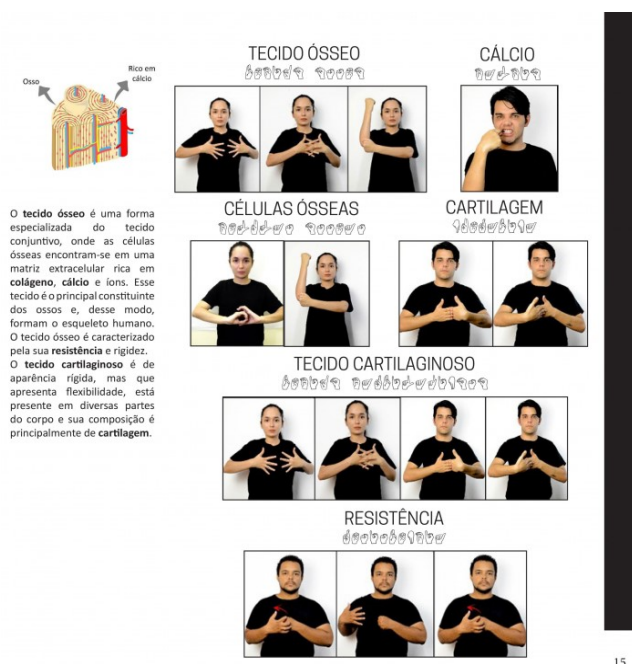 Osso
Rico em
cálcio
O tecido ósseo é uma forma
especializada do tecido
conjuntivo, onde as células
ósseas encontram-se em uma
matriz extracelular rica em
colágeno, cálcio e íons. Esse
tecido é o principal constituinte
dos ossos e, desse modo,
formam o esqueleto humano.
O tecido ósseo é caracterizado
pela sua resistência e rigidez.
O tecido cartilaginoso é de
aparência rígida, mas que
apresenta flexibilidade, está
presente em diversas partes
do corpo e sua composição é
principalmente de cartilagem.
TECIDO ÓSSEO
CÁLCIO
CÉLULAS ÓSSEAS
CARTILAGEM
TECIDO CARTILAGINOSO
RESISTÊNCIA
15